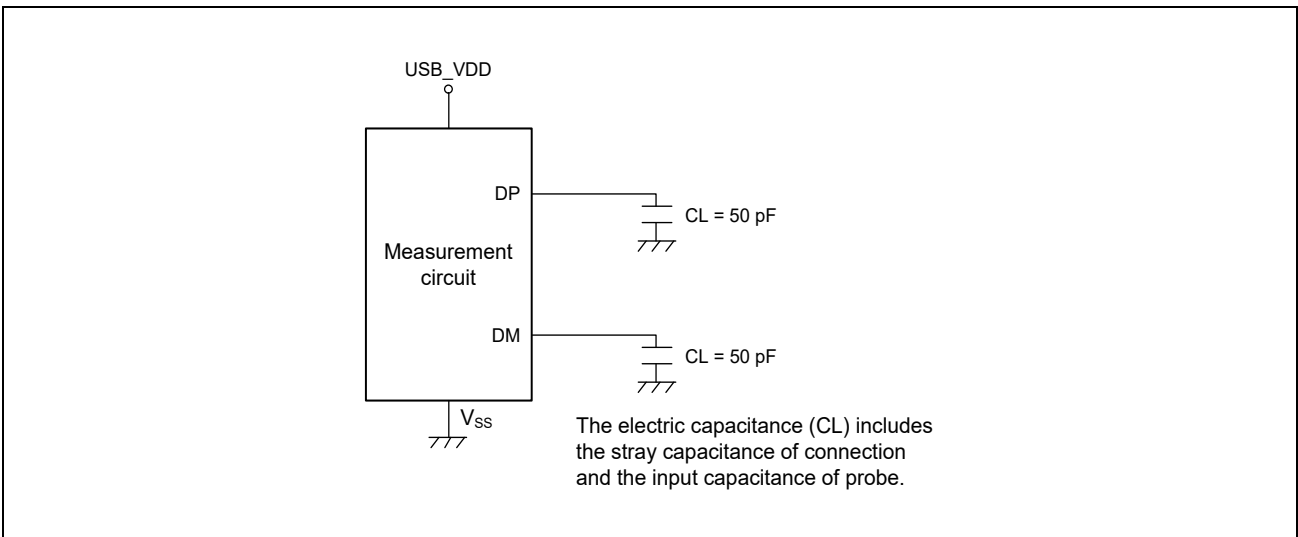 USB_VDD
DP
CL = 50 pF
Measurement
circuit
DM
CL = 50 pF
VSS
The electric capacitance (CL) includes
the stray capacitance of connection
and the input capacitance of probe.